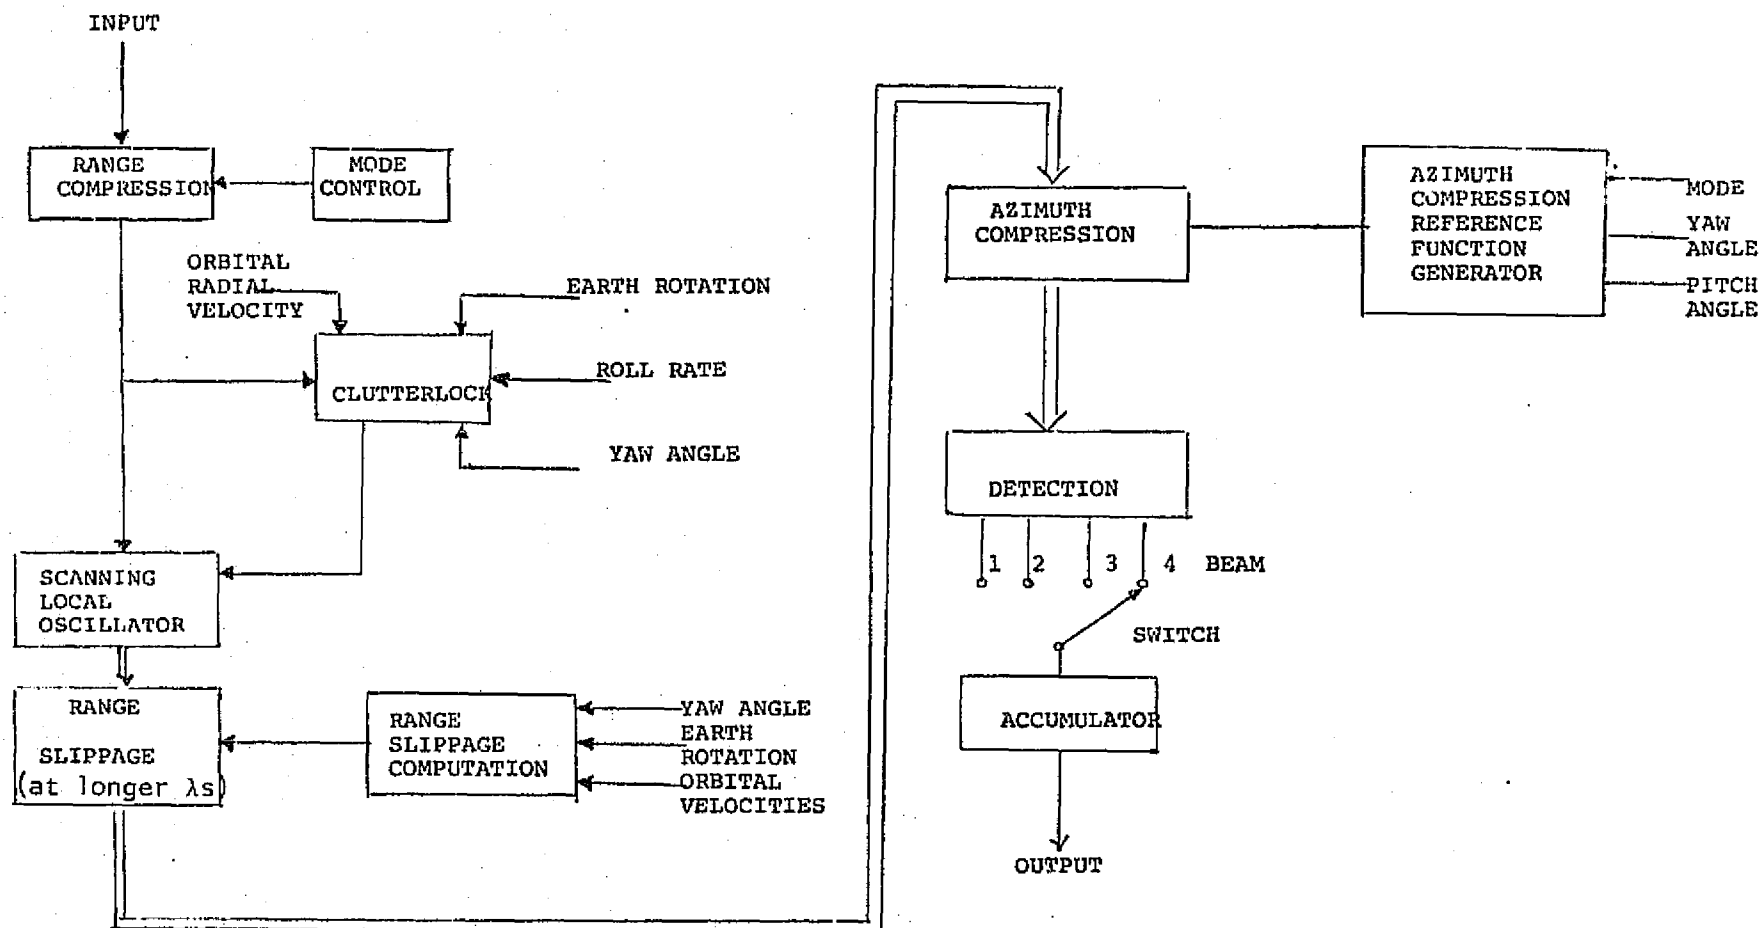 INPUT
RANGE
COMPRESSION
MODE
CONTROL
ORBITAL
RADIAL
VELOCITY
EARTH ROTATION
ROLL RATE
CLUTTERLOCK
YAW ANGLE
SCANNING
LOCAL
OSCILLATOR
RANGE
SLIPPAGE
(at longer λs)
RANGE
SLIPPAGE
COMPUTATION
YAW ANGLE
EARTH
ROTATION
ORBITAL
VELOCITIES
AZIMUTH
COMPRESSION
AZIMUTH
COMPRESSION
REFERENCE
FUNCTION
GENERATOR
MODE
YAW
ANGLE
PITCH
ANGLE
DETECTION
1 2 3 4 BEAM
SWITCH
ACCUMULATOR
OUTPUT